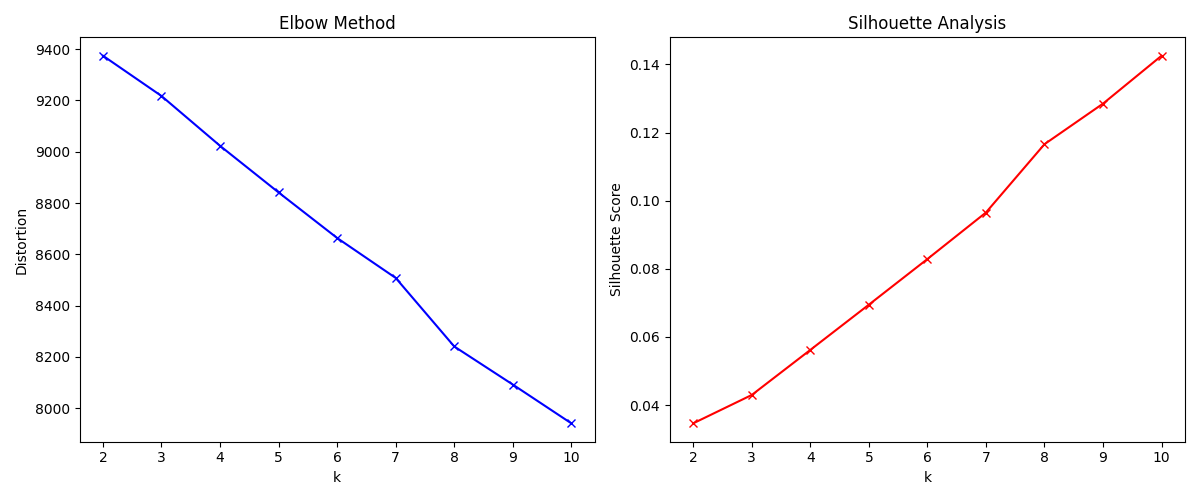 Elbow Method
Distortion
9400
9200
9000
8800
8600
8400
8200
8000
2 3 4 5 6 7 8 9 10
k
Silhouette Analysis
Silhouette Score
0.14
0.12
0.10
0.08
0.06
0.04
2 3 4 5 6 7 8 9 10
k